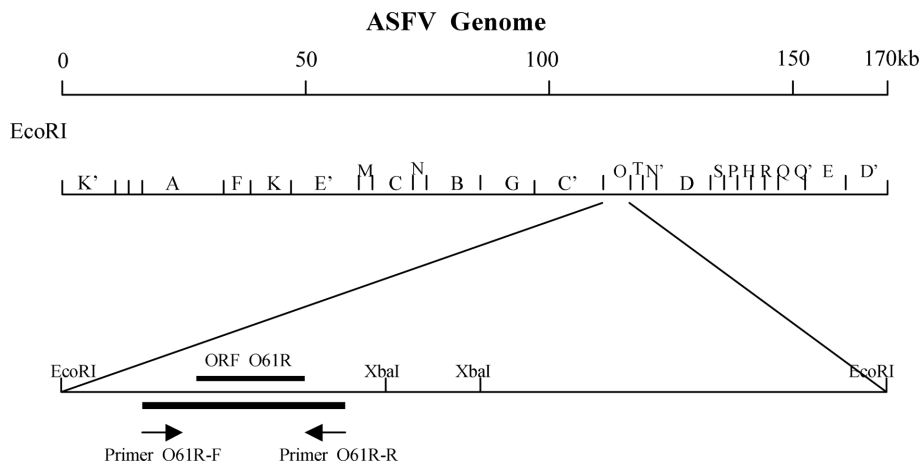 ASFV Genome
0 50 100 150 170kb
EcoRI
K' A F K E' M C N B G C' O T N' D S P H R Q Q' E D'
ORF O61R
EcoRI XbaI XbaI EcoRI
Primer O61R-F Primer O61R-R